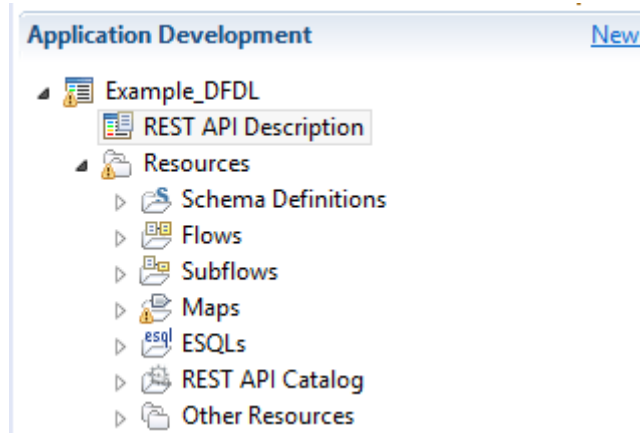 Application Development New
Example_DFDL
REST API Description
Resources
Schema Definitions
Flows
Subflows
Maps
esql ESQLs
REST API Catalog
Other Resources